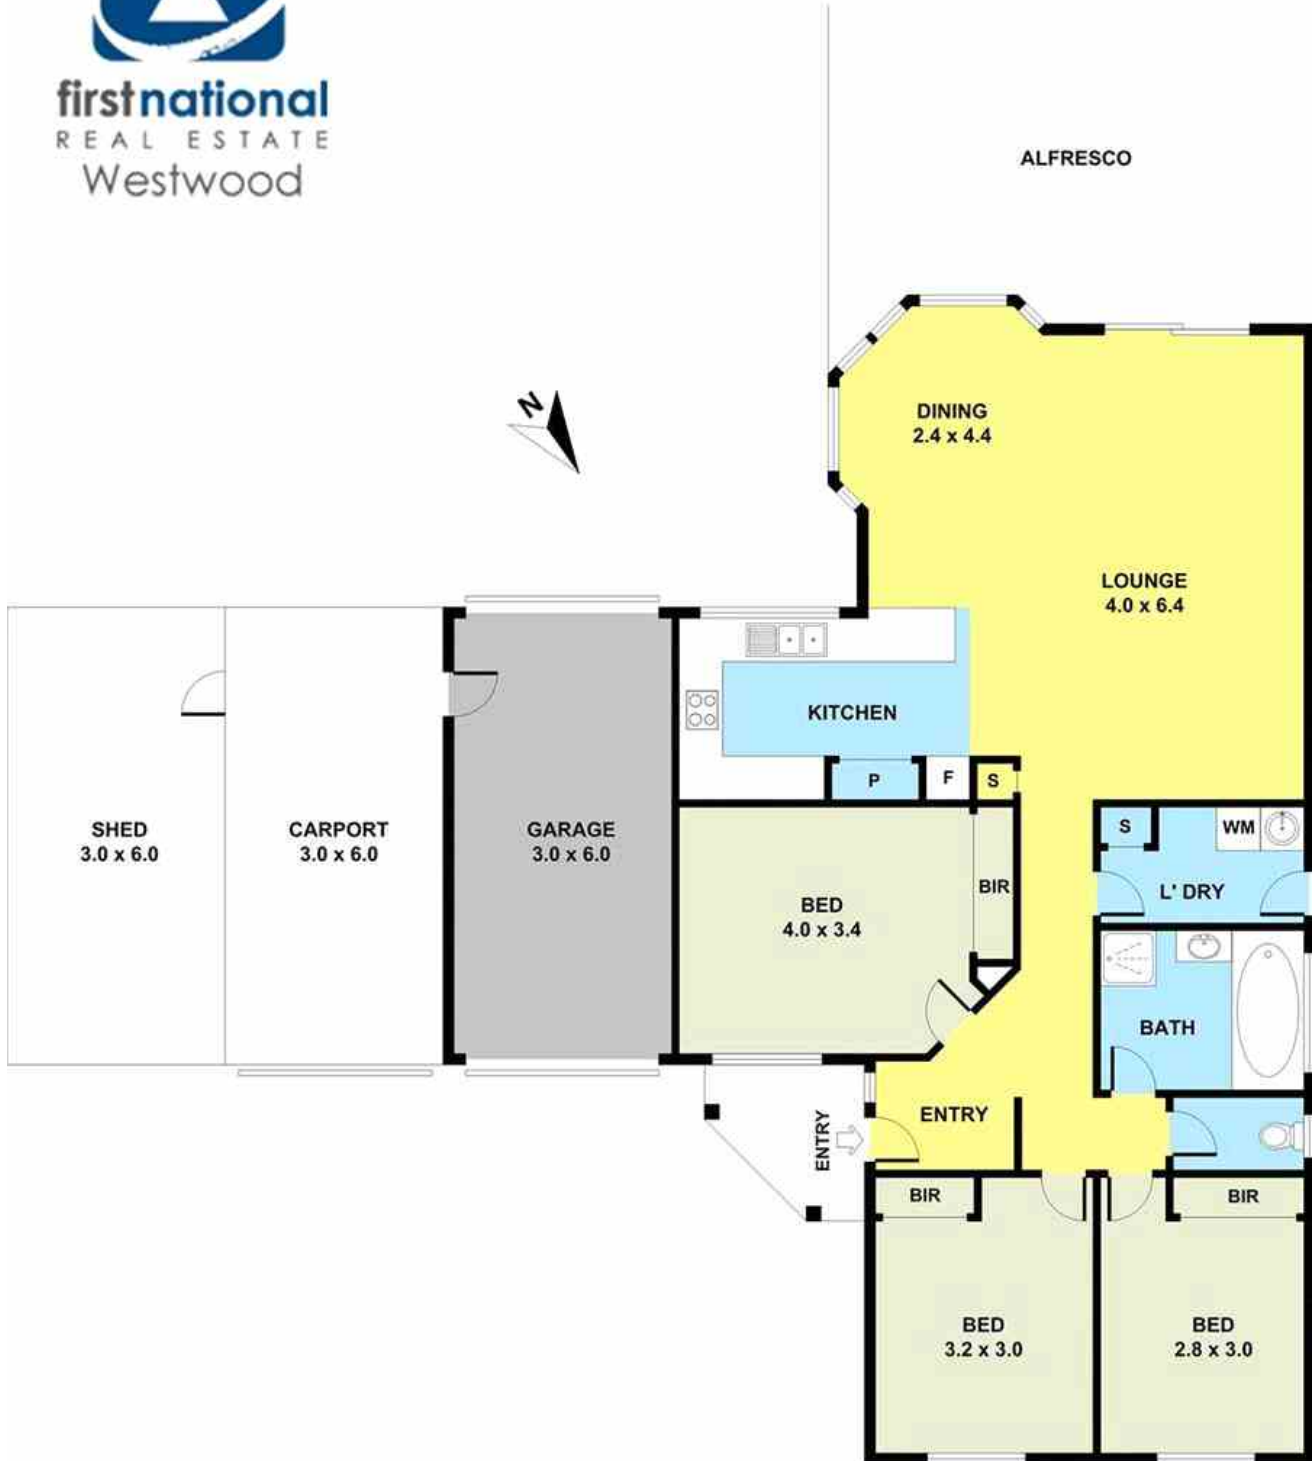 firstnational
REAL ESTATE
Westwood
ALFRESCO
N
DINING
2.4 x 4.4
LOUNGE
4.0 x 6.4
KITCHEN
P
F
S
SHED
3.0 x 6.0
CARPORT
3.0 x 6.0
GARAGE
3.0 x 6.0
BED
4.0 x 3.4
BIR
S
WM
L' DRY
BATH
ENTRY
ENTRY
BIR
BIR
BED
3.2 x 3.0
BED
2.8 x 3.0